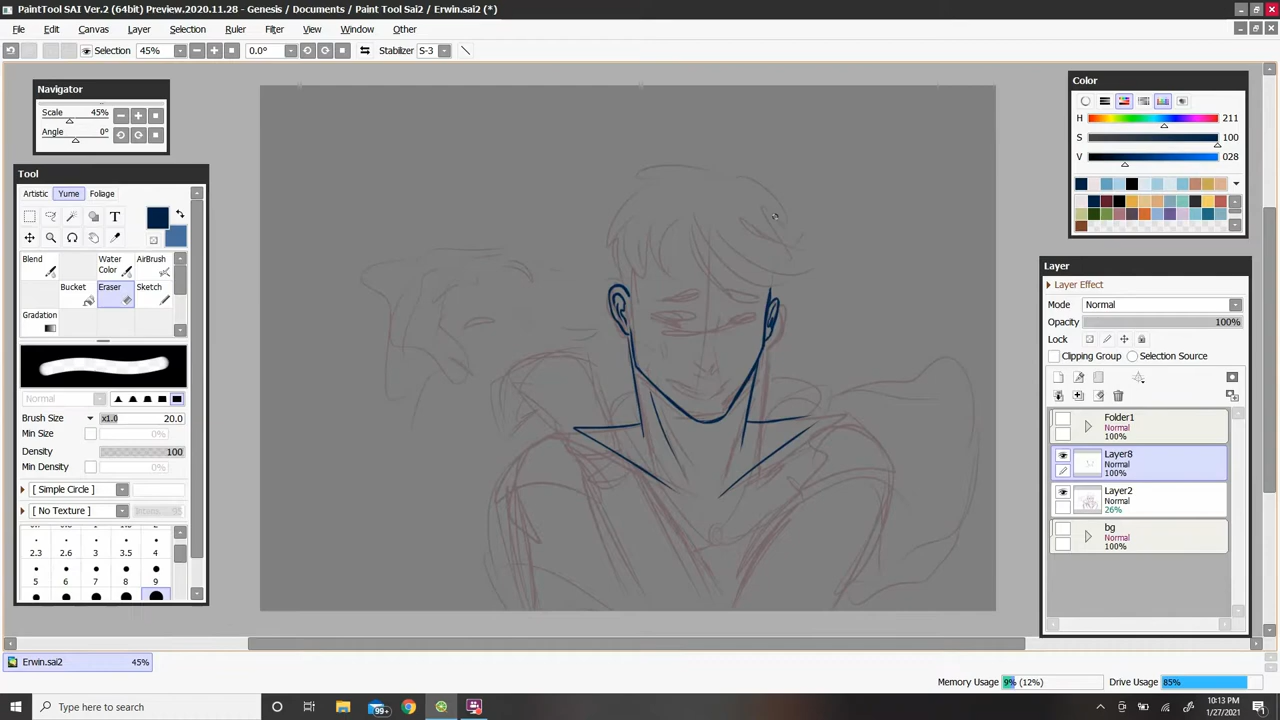 PaintTool SAI Ver.2 (64bit) Preview.2020.11.28 - Genesis / Documents / Paint Tool Sai2 / Erwin.sai2 (*)
File Edit Canvas Layer Selection Ruler Filter View Window Other
Selection 45% 0.0° Stabilizer S-3
Navigator
Scale 45%
Angle 0°
Tool
Artistic Yume Foliage
T
Blend Water Color AirBrush
Bucket Eraser Sketch
Gradation
Normal
Brush Size x1.0 20.0
Min Size 0%
Density 100
Min Density 0%
[ Simple Circle ]
[ No Texture ]
2.3 2.6 3 3.5 4
5 6 7 8 9
Color
H 211
S 100
V 028
Layer
Layer Effect
Mode Normal
Opacity 100%
Lock
Clipping Group Selection Source
Folder1
Normal
100%
Layer8
Normal
100%
Layer2
Normal
26%
bg
Normal
100%
Erwin.sai2 45%
Memory Usage 9% (12%) Drive Usage 85%
Type here to search
99+
10:13 PM
1/27/2021
1